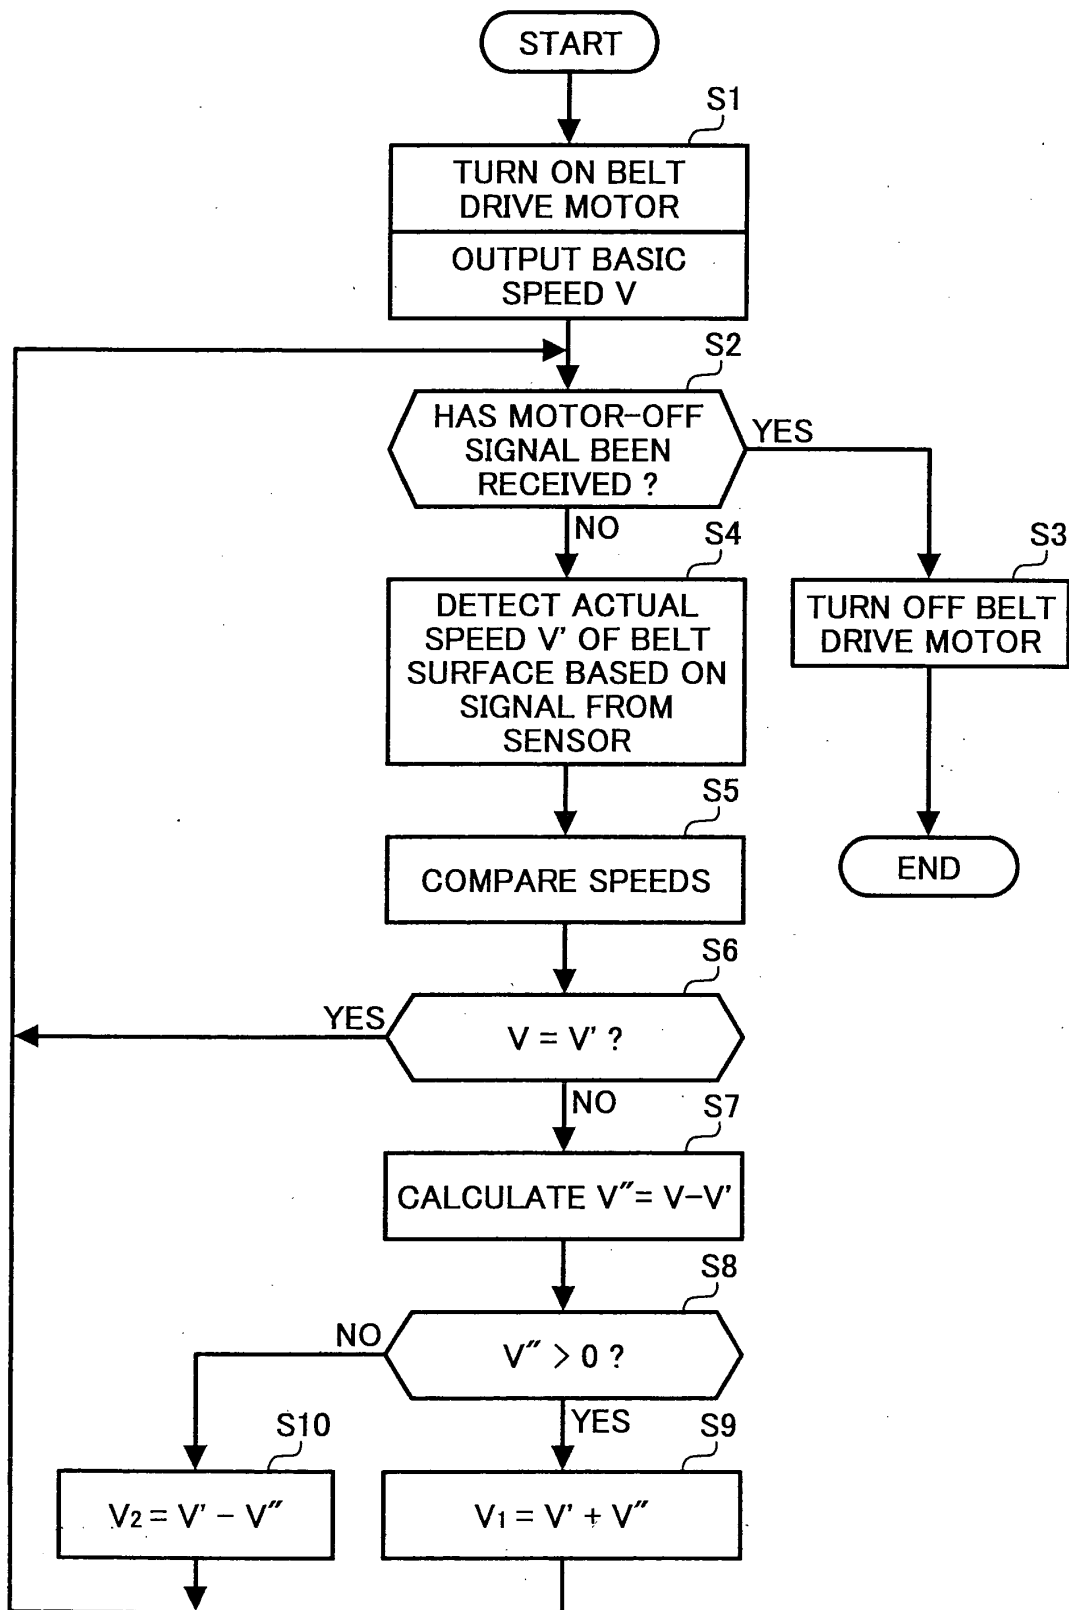 START
S1
TURN ON BELT
DRIVE MOTOR
OUTPUT BASIC
SPEED V
S2
HAS MOTOR-OFF
SIGNAL BEEN
RECEIVED ?
YES
NO
S4
DETECT ACTUAL
SPEED V' OF BELT
SURFACE BASED ON
SIGNAL FROM
SENSOR
S3
TURN OFF BELT
DRIVE MOTOR
END
S5
COMPARE SPEEDS
S6
YES
V = V' ?
NO
S7
CALCULATE V″= V-V'
S8
NO
V″ > 0 ?
YES
S10
V2 = V' - V″
S9
V1 = V' + V″